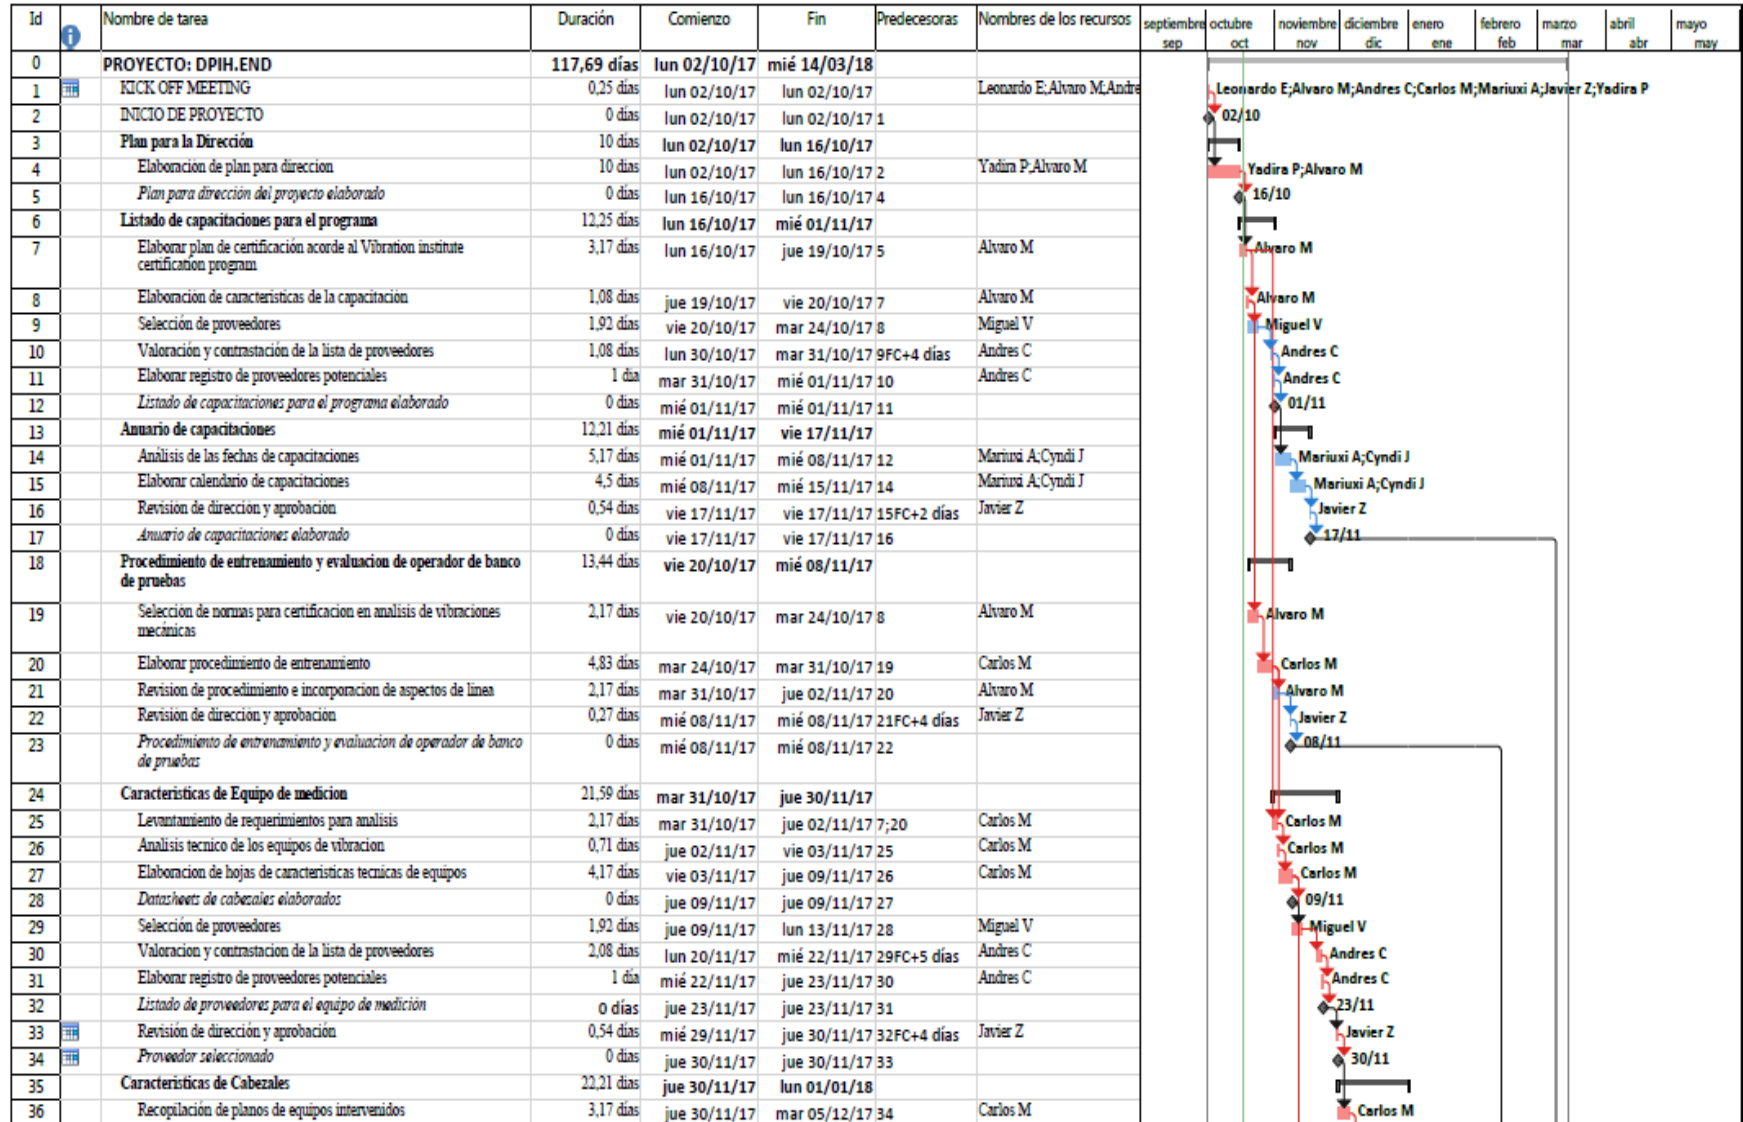 Id Nombre de tarea Duración Comienzo Fin Predecesoras Nombres de los recursos septiembre octubre noviembre diciembre enero febrero marzo abril mayo
sep oct nov dic ene feb mar abr may
0 PROYECTO: DPIH.END 117,69 días lun 02/10/17 mié 14/03/18
1 KICK OFF MEETING 0,25 días lun 02/10/17 lun 02/10/17 Leonardo E;Alvaro M;Andre Leonardo E;Alvaro M;Andres C;Carlos M;Mariuxi A;Javier Z;Yadira P
2 INICIO DE PROYECTO 0 días lun 02/10/17 lun 02/10/17 1 02/10
3 Plan para la Dirección 10 días lun 02/10/17 lun 16/10/17
4 Elaboración de plan para direccion 10 días lun 02/10/17 lun 16/10/17 2 Yadira P;Alvaro M Yadira P;Alvaro M
5 Plan para dirección del proyecto elaborado 0 días lun 16/10/17 lun 16/10/17 4 16/10
6 Listado de capacitaciones para el programa 12,25 días lun 16/10/17 mié 01/11/17
7 Elaborar plan de certificación acorde al Vibration institute 3,17 días lun 16/10/17 jue 19/10/17 5 Alvaro M Alvaro M
certification program
8 Elaboración de caracteristicas de la capacitación 1,08 días jue 19/10/17 vie 20/10/17 7 Alvaro M Alvaro M
9 Selección de proveedores 1,92 días vie 20/10/17 mar 24/10/17 8 Miguel V Miguel V
10 Valoración y contrastación de la lista de proveedores 1,08 días lun 30/10/17 mar 31/10/17 9FC+4 días Andres C Andres C
11 Elaborar registro de proveedores potenciales 1 día mar 31/10/17 mié 01/11/17 10 Andres C Andres C
12 Listado de capacitaciones para el programa elaborado 0 días mié 01/11/17 mié 01/11/17 11 01/11
13 Anuario de capacitaciones 12,21 días mié 01/11/17 vie 17/11/17
14 Análisis de las fechas de capacitaciones 5,17 días mié 01/11/17 mié 08/11/17 12 Mariuxi A;Cyndi J Mariuxi A;Cyndi J
15 Elaborar calendario de capacitaciones 4,5 días mié 08/11/17 mié 15/11/17 14 Mariuxi A;Cyndi J Mariuxi A;Cyndi J
16 Revisión de dirección y aprobación 0,54 días vie 17/11/17 vie 17/11/17 15FC+2 días Javier Z Javier Z
17 Anuario de capacitaciones elaborado 0 días vie 17/11/17 vie 17/11/17 16 17/11
18 Procedimiento de entrenamiento y evaluacion de operador de banco 13,44 días vie 20/10/17 mié 08/11/17
de pruebas
19 Selección de normas para certificacion en analisis de vibraciones 2,17 días vie 20/10/17 mar 24/10/17 8 Alvaro M Alvaro M
mecánicas
20 Elaborar procedimiento de entrenamiento 4,83 días mar 24/10/17 mar 31/10/17 19 Carlos M Carlos M
21 Revision de procedimiento e incorporacion de aspectos de linea 2,17 días mar 31/10/17 jue 02/11/17 20 Alvaro M Alvaro M
22 Revisión de dirección y aprobación 0,27 días mié 08/11/17 mié 08/11/17 21FC+4 días Javier Z Javier Z
23 Procedimiento de entrenamiento y evaluacion de operador de banco 0 días mié 08/11/17 mié 08/11/17 22 08/11
de pruebas
24 Caracteristicas de Equipo de medicion 21,59 días mar 31/10/17 jue 30/11/17
25 Levantamiento de requerimientos para analisis 2,17 días mar 31/10/17 jue 02/11/17 7;20 Carlos M Carlos M
26 Analisis tecnico de los equipos de vibracion 0,71 días jue 02/11/17 vie 03/11/17 25 Carlos M Carlos M
27 Elaboracion de hojas de caracteristicas tecnicas de equipos 4,17 días vie 03/11/17 jue 09/11/17 26 Carlos M Carlos M
28 Datasheets de cabezales elaborados 0 días jue 09/11/17 jue 09/11/17 27 09/11
29 Selección de proveedores 1,92 días jue 09/11/17 lun 13/11/17 28 Miguel V Miguel V
30 Valoracion y contrastación de la lista de proveedores 2,08 días lun 20/11/17 mié 22/11/17 29FC+5 días Andres C Andres C
31 Elaborar registro de proveedores potenciales 1 día mié 22/11/17 jue 23/11/17 30 Andres C Andres C
32 Listado de proveedores para el equipo de medición 0 días jue 23/11/17 jue 23/11/17 31 23/11
33 Revisión de dirección y aprobación 0,54 días mié 29/11/17 jue 30/11/17 32FC+4 días Javier Z Javier Z
34 Proveedor seleccionado 0 días jue 30/11/17 jue 30/11/17 33 30/11
35 Caracteristicas de Cabezales 22,21 días jue 30/11/17 lun 01/01/18
36 Recopilación de planos de equipos intervenidos 3,17 días jue 30/11/17 mar 05/12/17 34 Carlos M Carlos M